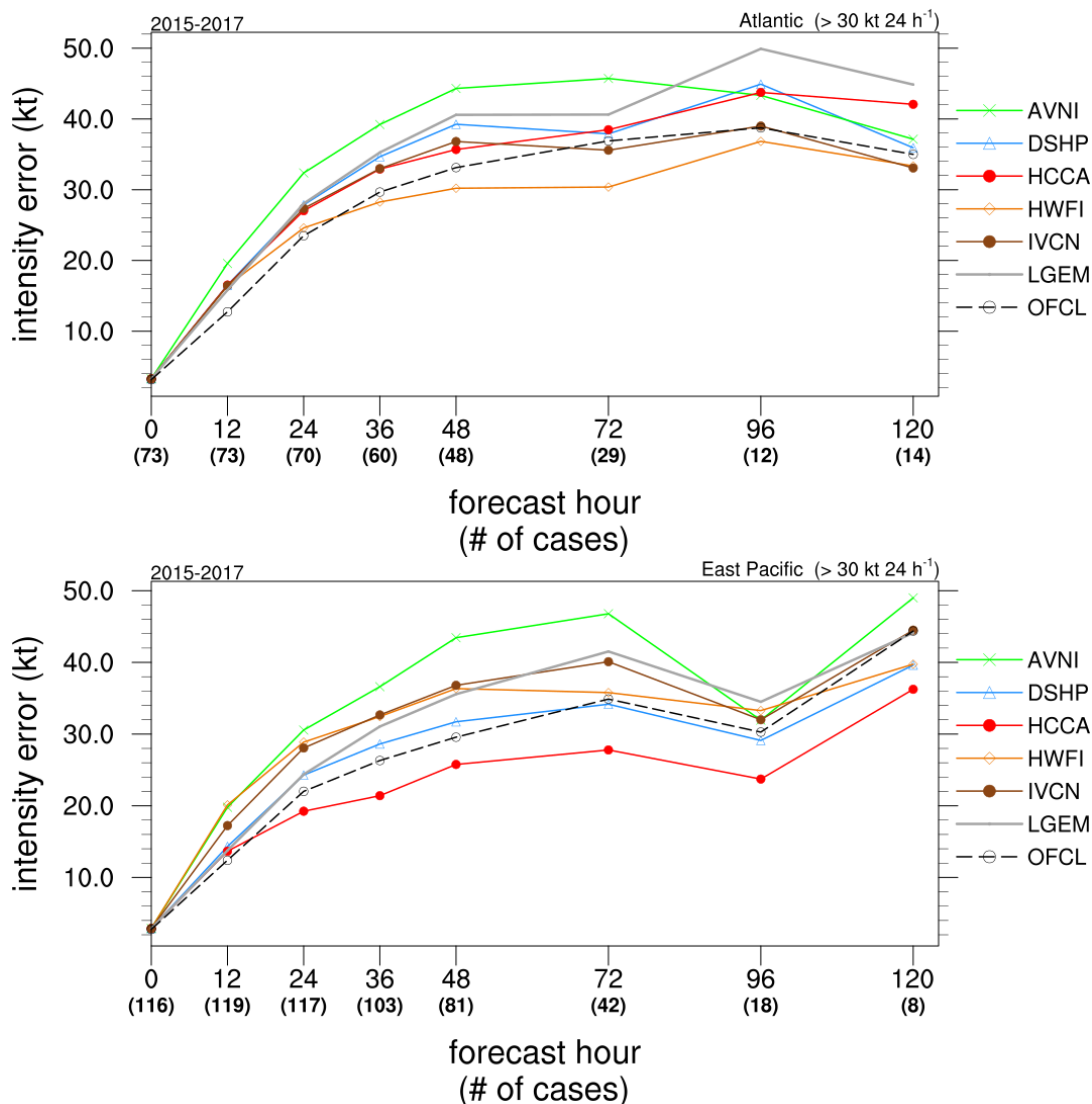 2015-2017 Atlantic (> 30 kt 24 h⁻¹)
50.0
40.0
30.0
20.0
10.0
intensity error (kt)
AVNI
DSHP
HCCA
HWFI
IVCN
LGEM
OFCL
0 12 24 36 48 72 96 120
(73) (73) (70) (60) (48) (29) (12) (14)
forecast hour
(# of cases)
2015-2017 East Pacific (> 30 kt 24 h⁻¹)
50.0
40.0
30.0
20.0
10.0
intensity error (kt)
AVNI
DSHP
HCCA
HWFI
IVCN
LGEM
OFCL
0 12 24 36 48 72 96 120
(116) (119) (117) (103) (81) (42) (18) (8)
forecast hour
(# of cases)